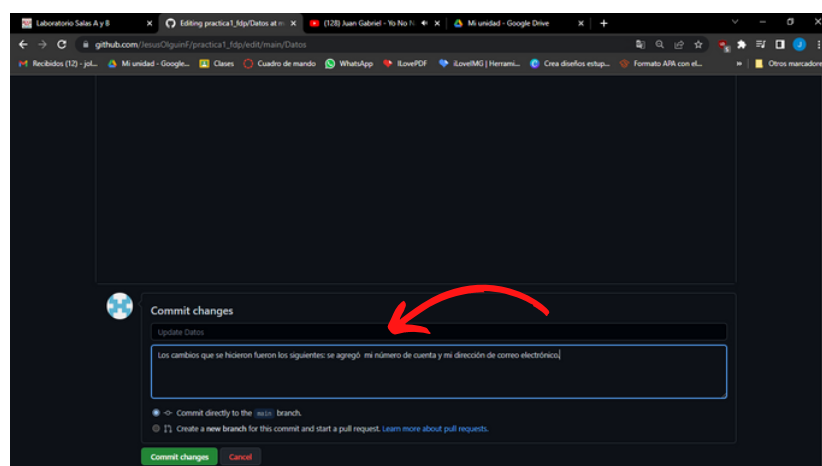 Laboratorio Salas A y B
Editing practica1_fdp/Datos at m
(128) Juan Gabriel - Yo No N
Mi unidad - Google Drive
github.com/JesusOlguinF/practica1_fdp/edit/main/Datos
Recibidos (12) - jol...
Mi unidad - Google...
Clases
Cuadro de mando
WhatsApp
ILovePDF
iLoveIMG | Herrami...
Crea diseños estup...
Formato APA con el...
»
Otros marcadore
Commit changes
Update Datos
Los cambios que se hicieron fueron los siguientes: se agregó mi número de cuenta y mi dirección de correo electrónico.
Commit directly to the main branch.
Create a new branch for this commit and start a pull request. Learn more about pull requests.
Commit changes
Cancel